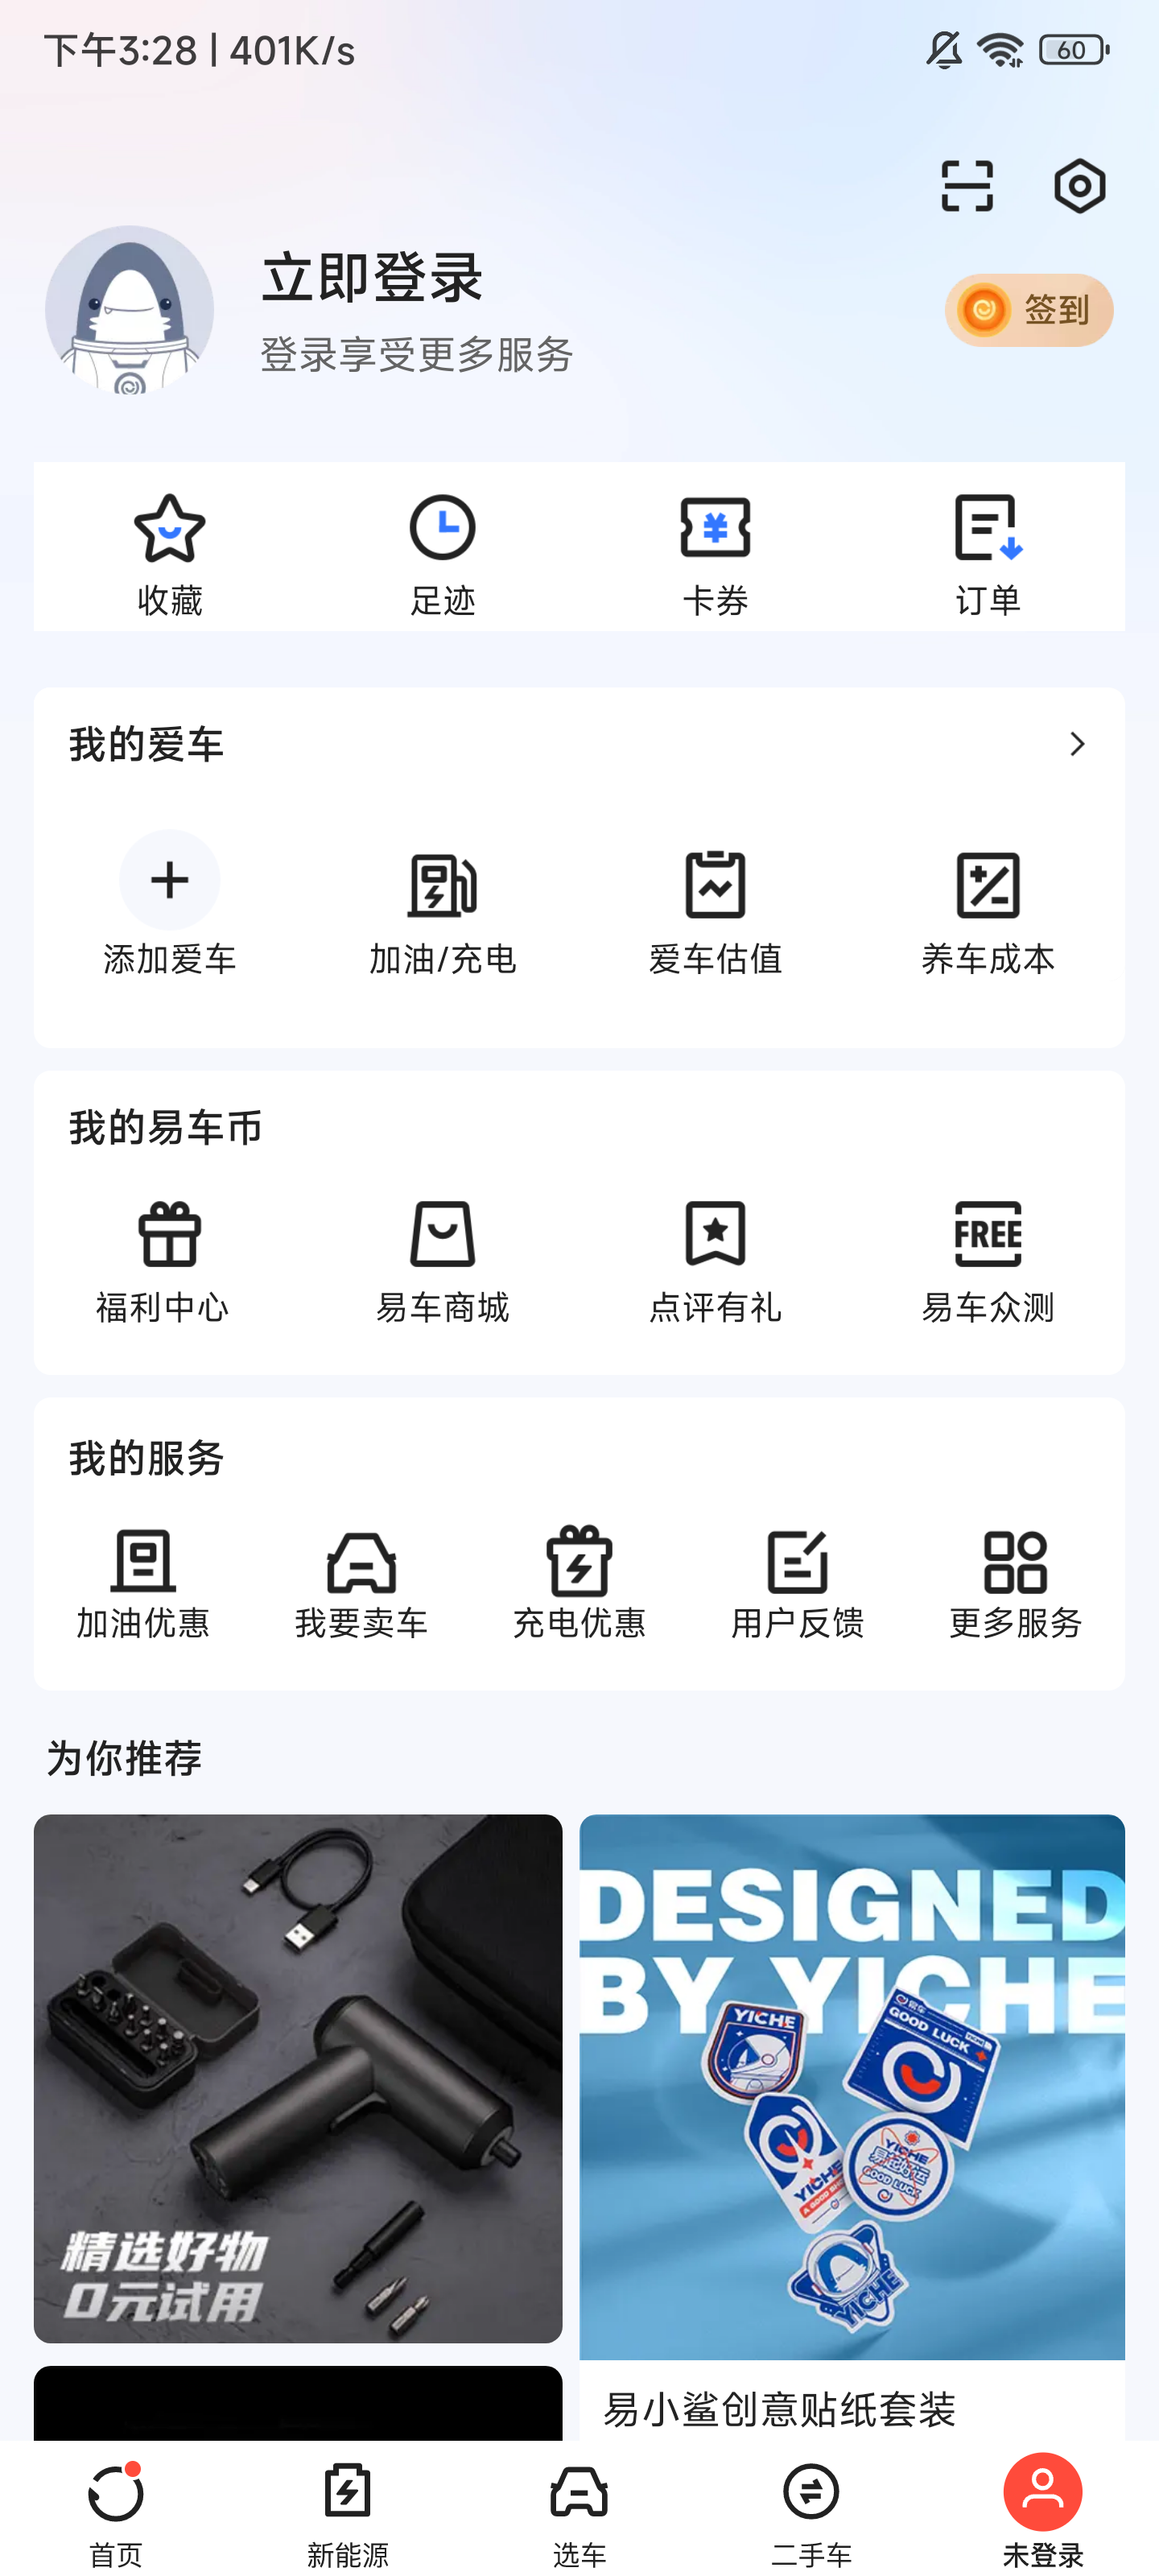 下午3:28 | 401K/s
60
立即登录
登录享受更多服务
签到
收藏
足迹
卡券
订单
我的爱车
添加爱车
加油/充电
爱车估值
养车成本
我的易车币
福利中心
易车商城
点评有礼
FREE
易车众测
我的服务
加油优惠
我要卖车
充电优惠
用户反馈
更多服务
为你推荐
精选好物
0元试用
DESIGNED
BY YICHE
YICHE
GOOD LUCK
YICHE
YICHE
GOOD LUCK
YICHE
易小鲨创意贴纸套装
首页
新能源
选车
二手车
未登录